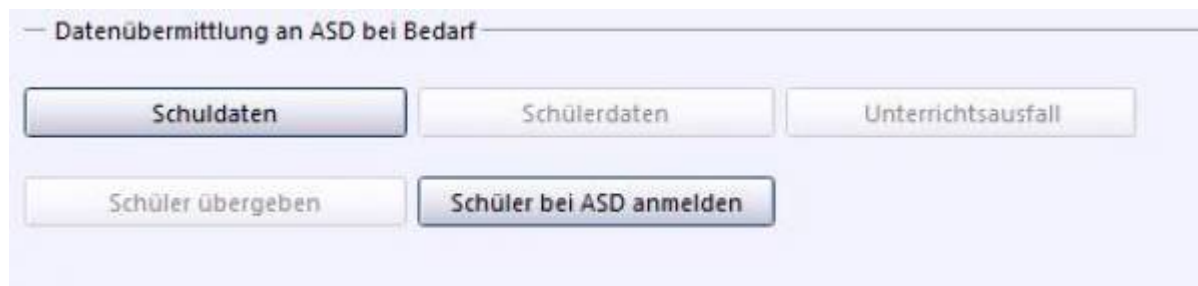 Datenübermittlung an ASD bei Bedarf
Schuldaten Schülerdaten Unterrichtsausfall
Schüler übergeben Schüler bei ASD anmelden